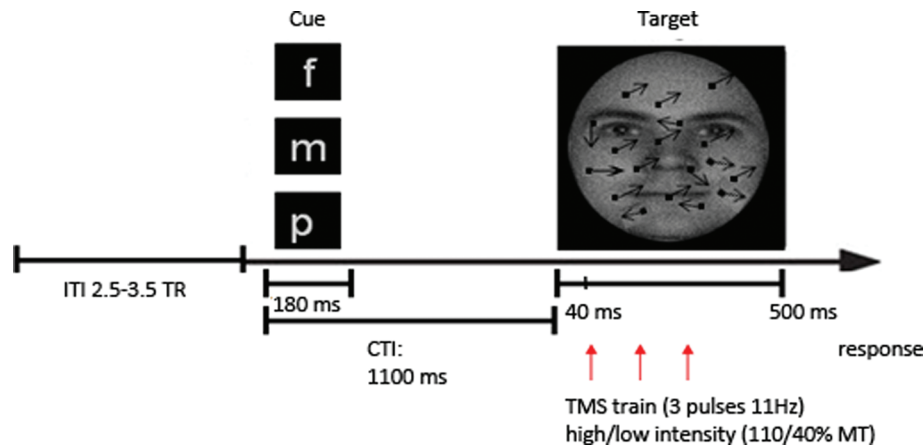 Cue
Target
f
m
p
ITI 2.5-3.5 TR
180 ms
40 ms
500 ms
CTI:
1100 ms
response
TMS train (3 pulses 11Hz)
high/low intensity (110/40% MT)